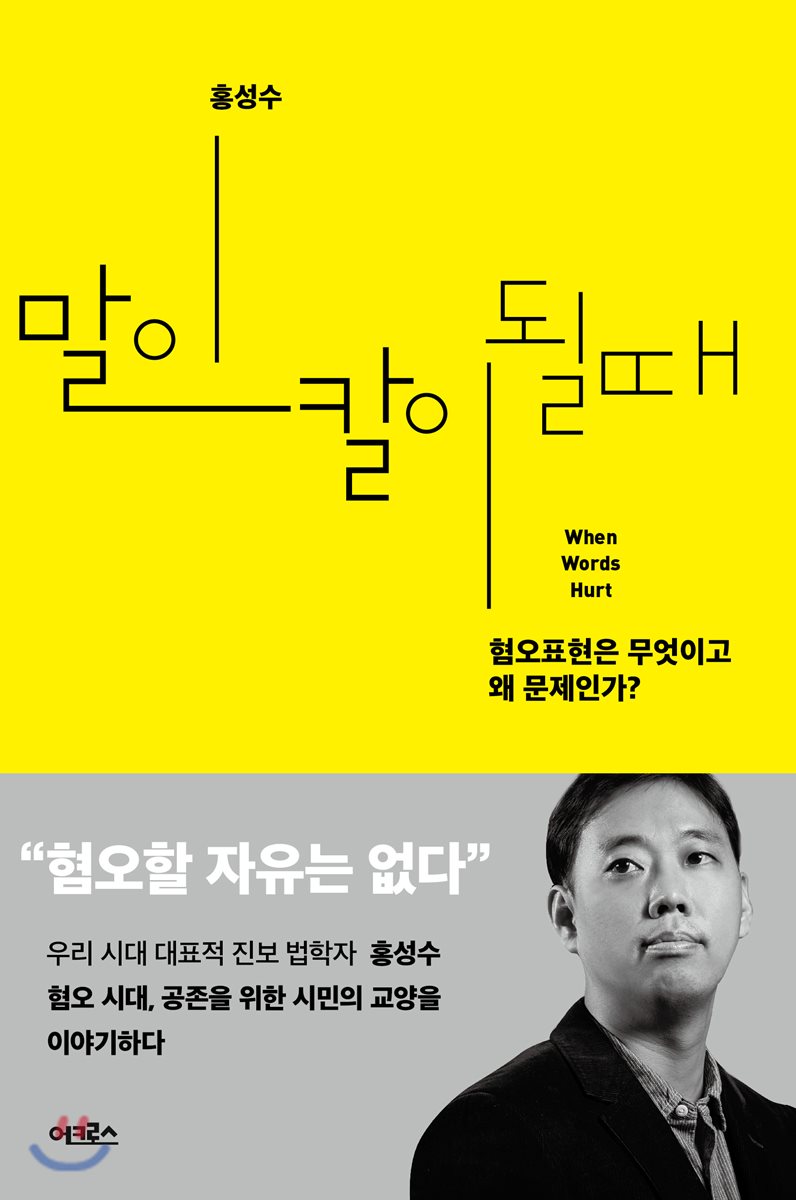 홍성수
말이 칼이 될 때
When
Words
Hurt
혐오표현은 무엇이고
왜 문제인가?
“혐오할 자유는 없다”
우리 시대 대표적 진보 법학자 홍성수
혐오 시대, 공존을 위한 시민의 교양을
이야기하다
어크로스